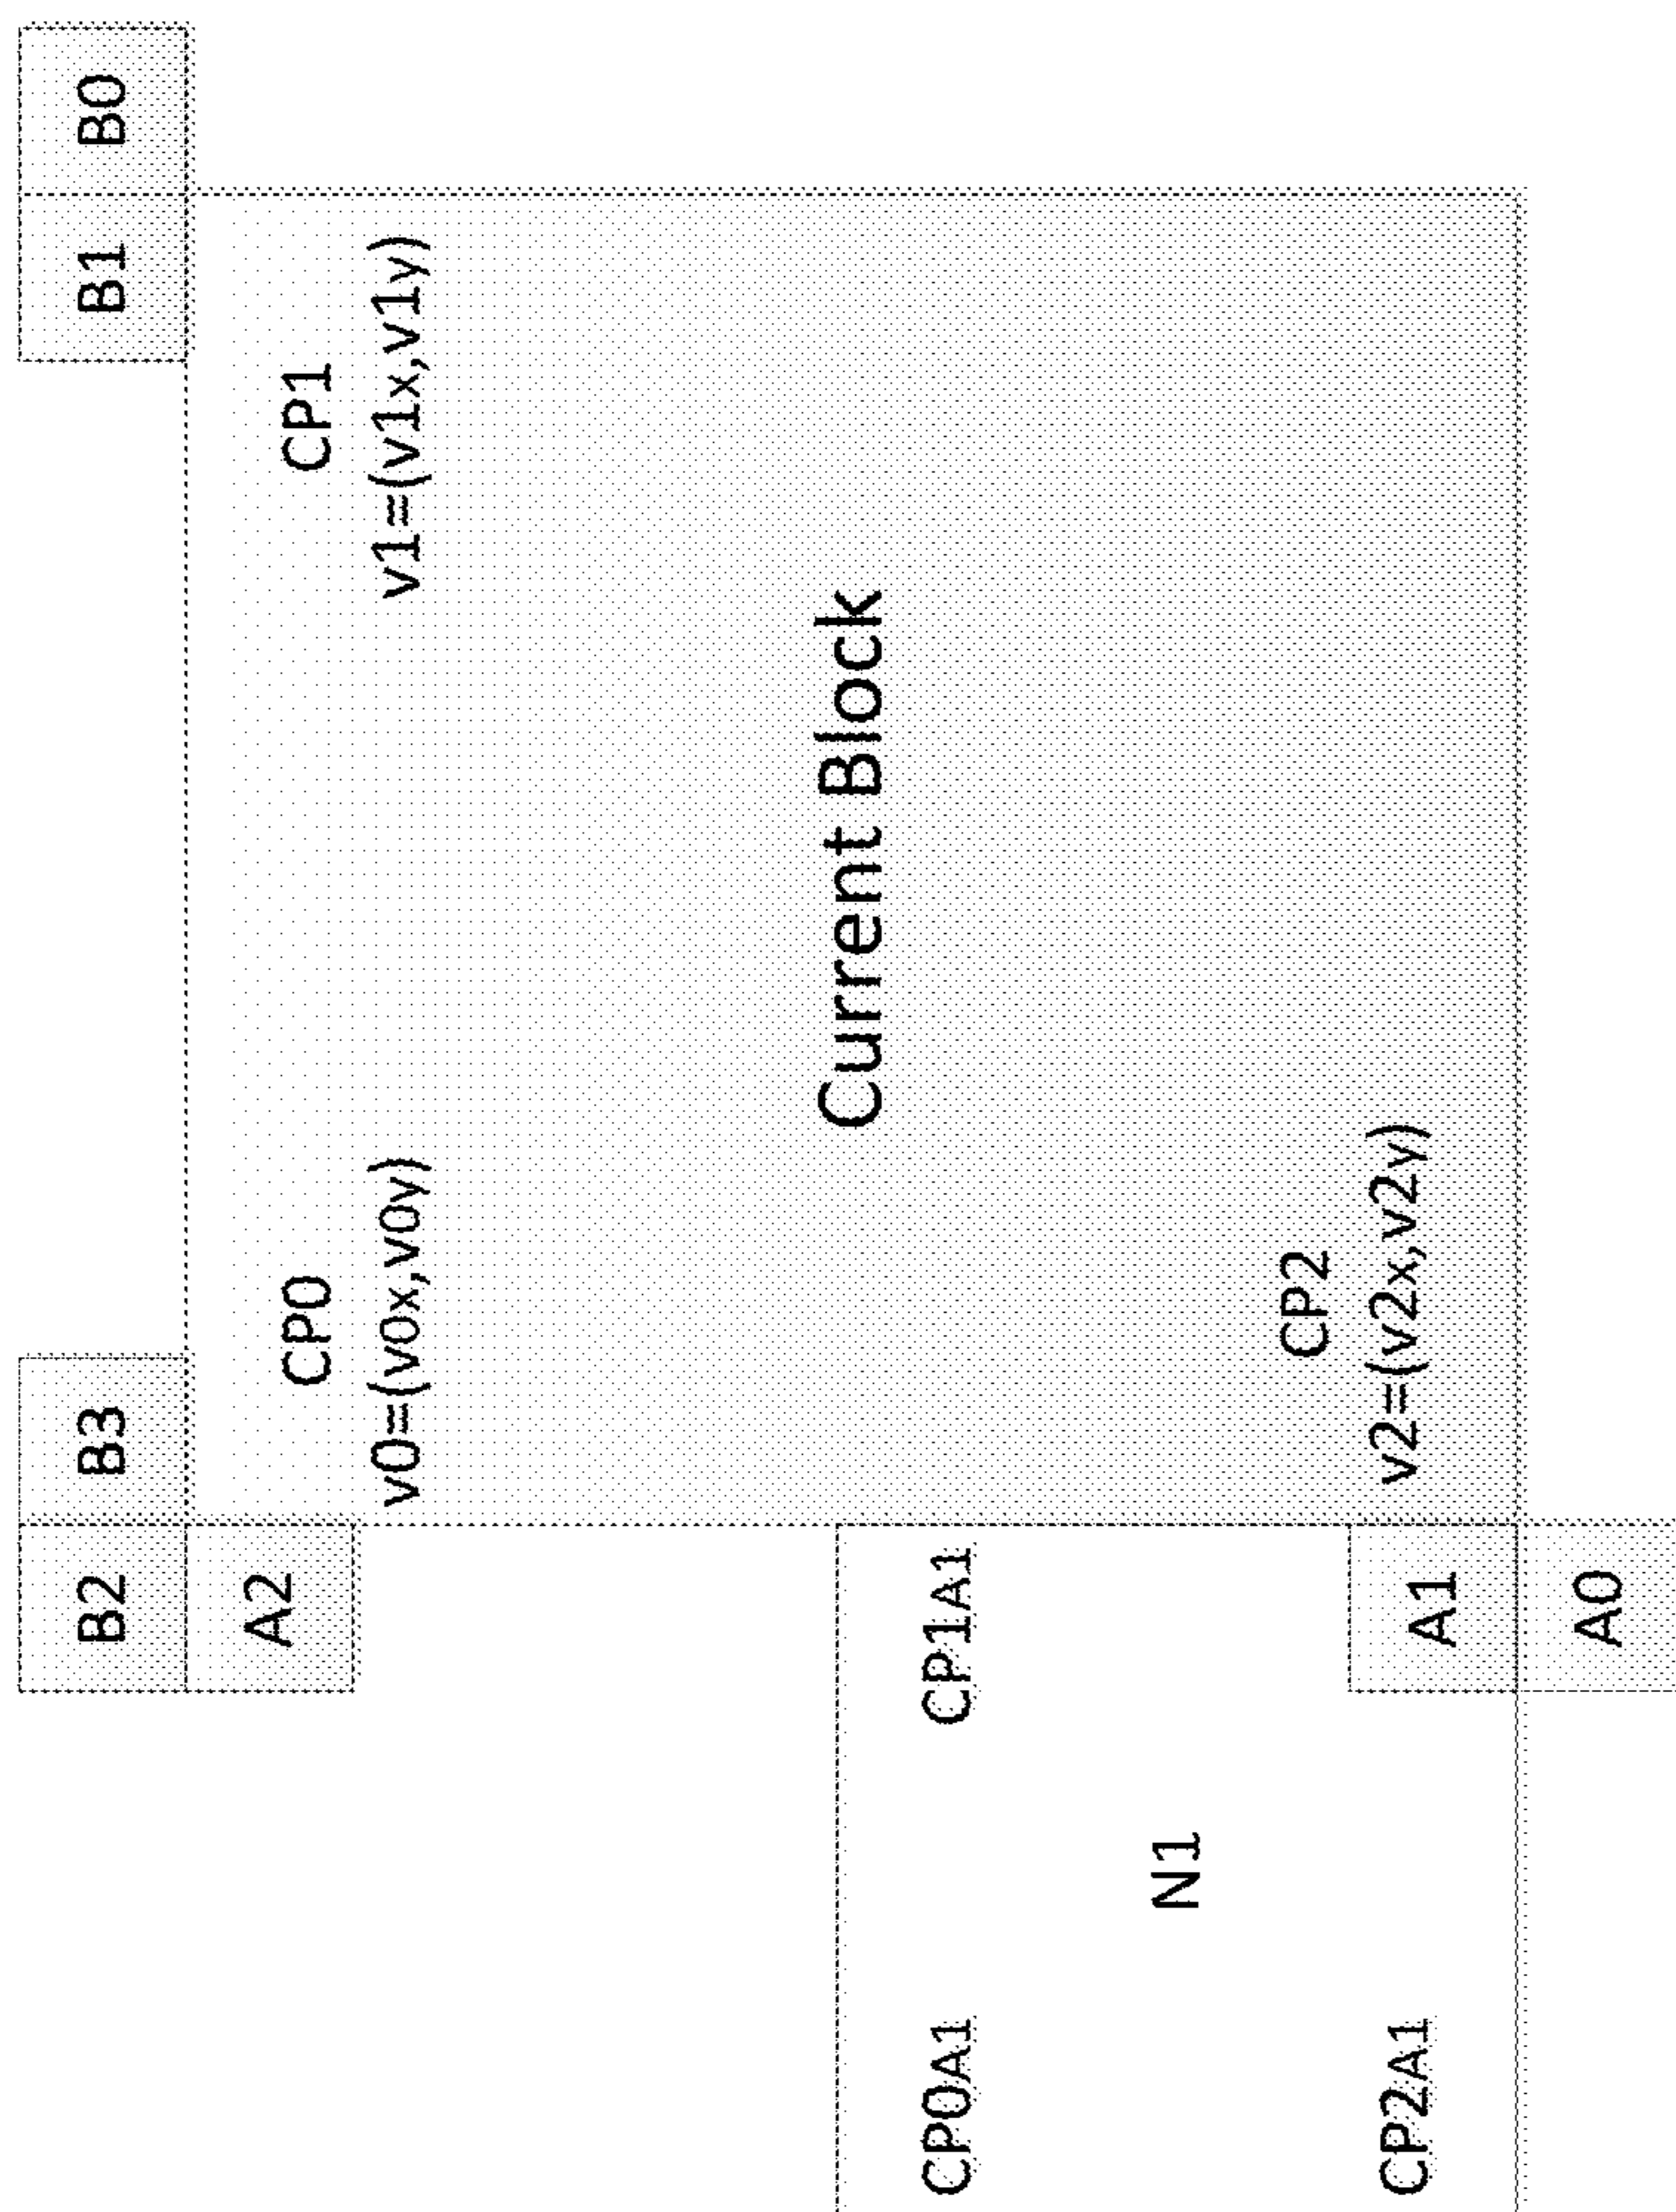 B2 B3 B1 B0
A2
CP0 CP1
v0=(v0x,v0y) v1=(v1x,v1y)
Current Block
CP0A1 CP1A1
N1
CP2
CP2A1 A1 v2=(v2x,v2y)
A0